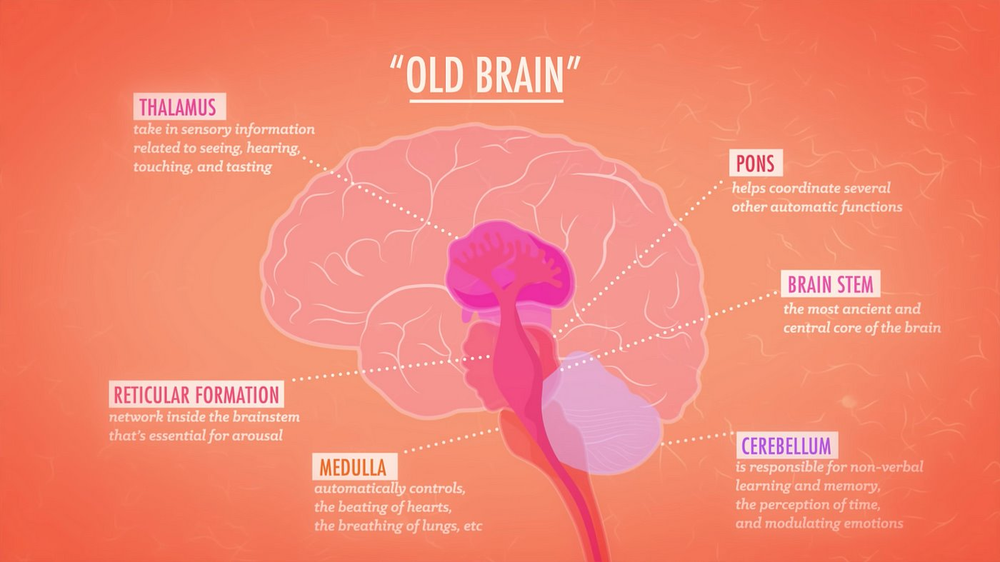 "OLD BRAIN"
THALAMUS
take in sensory information
related to seeing, hearing,
touching, and tasting
PONS
helps coordinate several
other automatic functions
BRAIN STEM
the most ancient and
central core of the brain
RETICULAR FORMATION
network inside the brainstem
that's essential for arousal
MEDULLA
automatically controls,
the beating of hearts,
the breathing of lungs, etc
CEREBELLUM
is responsible for non-verbal
learning and memory,
the perception of time,
and modulating emotions